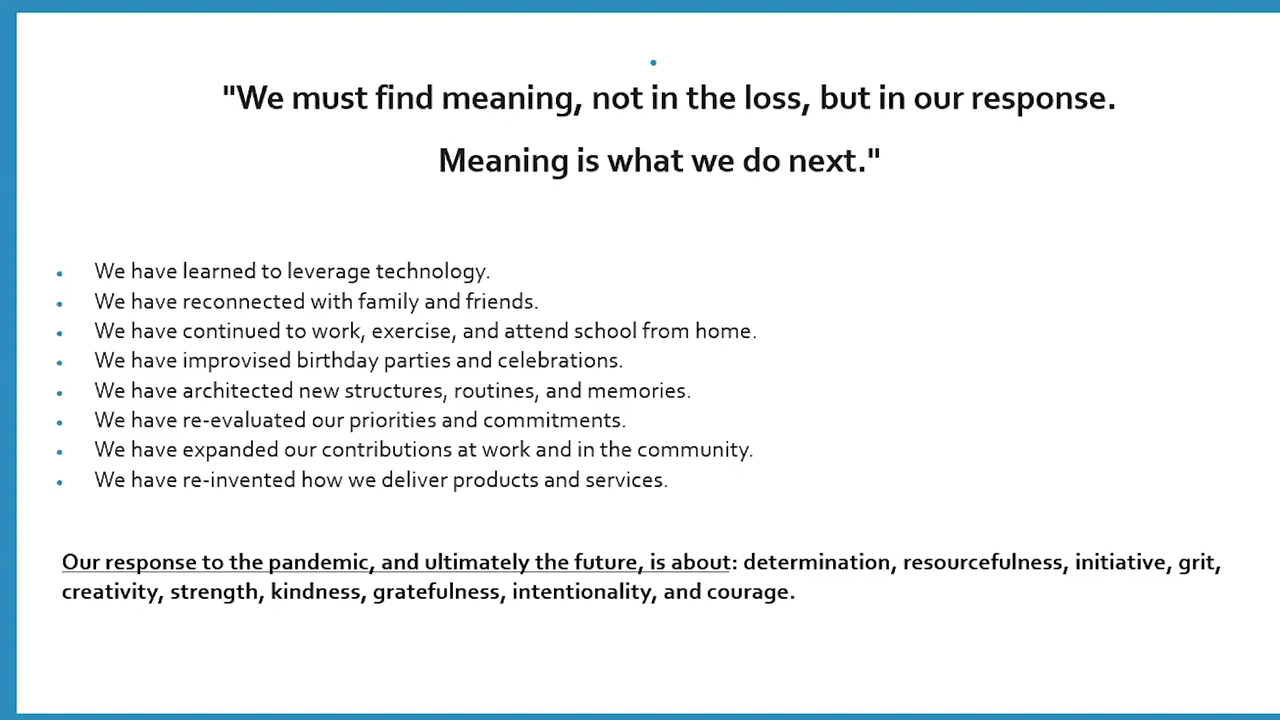 "We must find meaning, not in the loss, but in our response.
Meaning is what we do next."
• We have learned to leverage technology.
• We have reconnected with family and friends.
• We have continued to work, exercise, and attend school from home.
• We have improvised birthday parties and celebrations.
• We have architected new structures, routines, and memories.
• We have re-evaluated our priorities and commitments.
• We have expanded our contributions at work and in the community.
• We have re-invented how we deliver products and services.
Our response to the pandemic, and ultimately the future, is about: determination, resourcefulness, initiative, grit,
creativity, strength, kindness, gratefulness, intentionality, and courage.